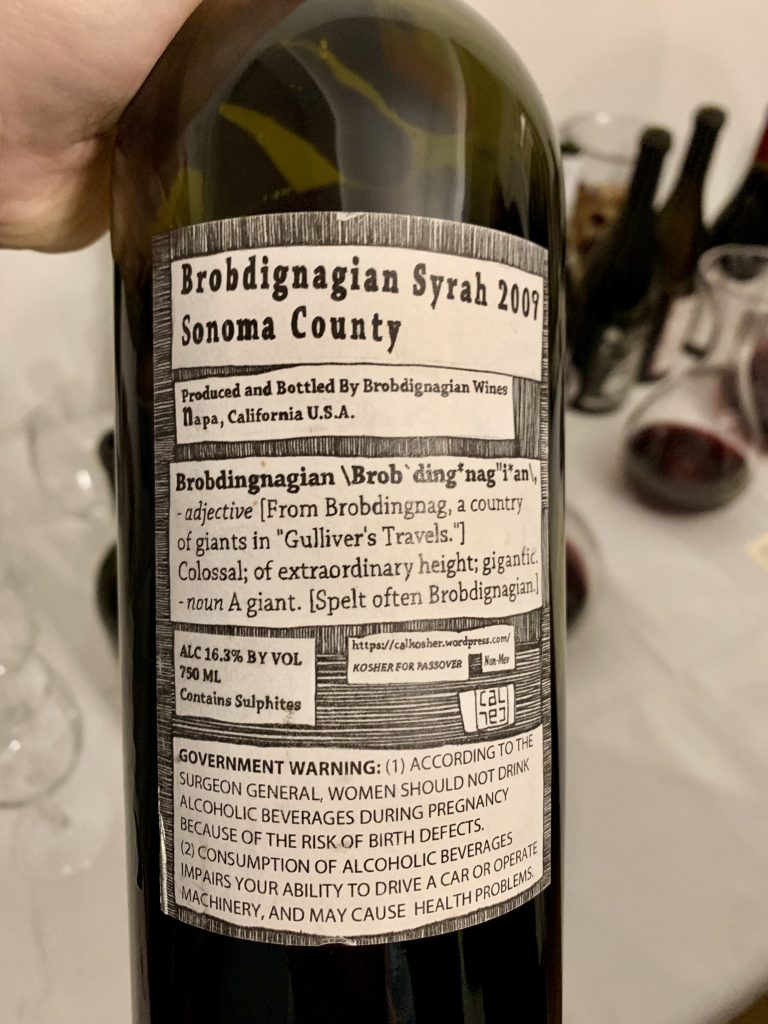 Brobdignagian Syrah 2009
Sonoma County
Produced and Bottled By Brobdignagian Wines
Napa, California U.S.A.
Brobdingnagian \Brob`ding*nag"i*an\,
- adjective [From Brobdingnag, a country
of giants in "Gulliver's Travels."]
Colossal; of extraordinary height; gigantic.
- noun A giant. [Spelt often Brobdignagian.]
ALC 16.3% BY VOL
750 ML
Contains Sulphites
https://calkosher.wordpress.com/
KOSHER FOR PASSOVER
Non-Mev
GOVERNMENT WARNING: (1) ACCORDING TO THE
SURGEON GENERAL, WOMEN SHOULD NOT DRINK
ALCOHOLIC BEVERAGES DURING PREGNANCY
BECAUSE OF THE RISK OF BIRTH DEFECTS.
(2) CONSUMPTION OF ALCOHOLIC BEVERAGES
IMPAIRS YOUR ABILITY TO DRIVE A CAR OR OPERATE
MACHINERY, AND MAY CAUSE HEALTH PROBLEMS.